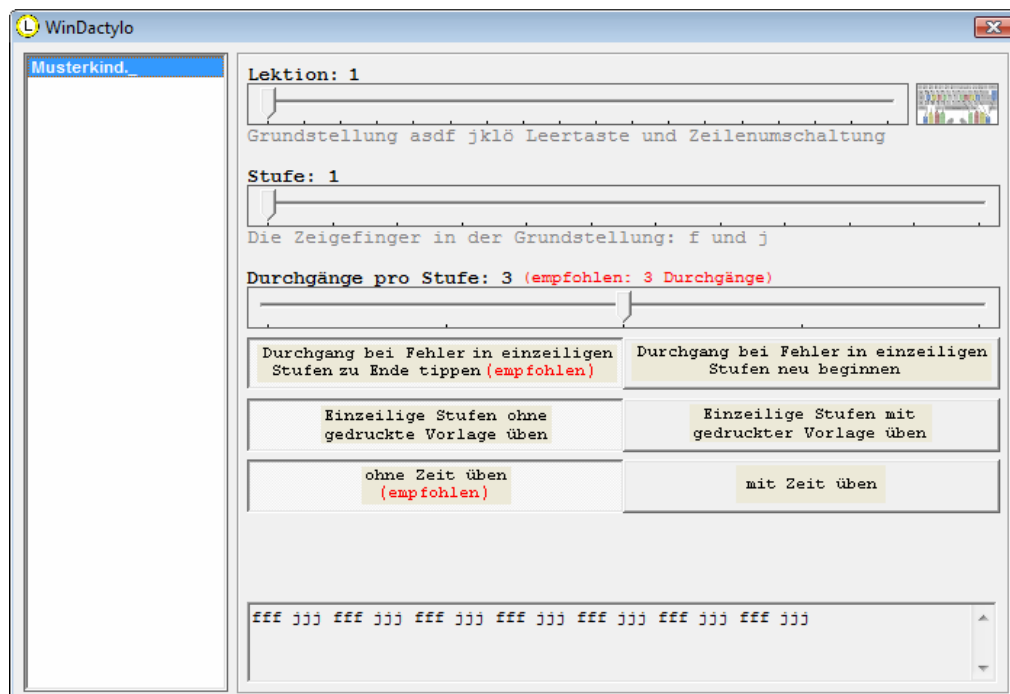 WinDactylo
Musterkind._
Lektion: 1
Grundstellung asdf jklö Leertaste und Zeilenumschaltung
Stufe: 1
Die Zeigefinger in der Grundstellung: f und j
Durchgänge pro Stufe: 3 (empfohlen: 3 Durchgänge)
Durchgang bei Fehler in einzeiligen
Stufen zu Ende tippen (empfohlen)
Durchgang bei Fehler in einzeiligen
Stufen neu beginnen
Einzeilige Stufen ohne
gedruckte Vorlage üben
Einzeilige Stufen mit
gedruckter Vorlage üben
ohne Zeit üben
(empfohlen)
mit Zeit üben
fff jjj fff jjj fff jjj fff jjj fff jjj fff jjj fff jjj